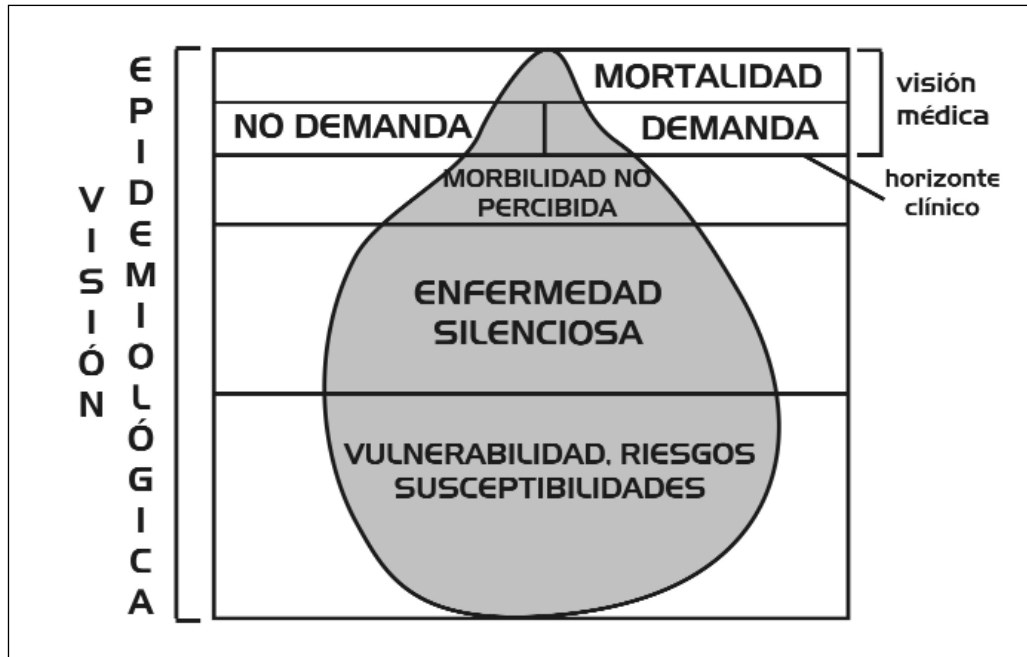 VISIÓN
EPIDEMIOLÓGICA
MORTALIDAD
NO DEMANDA
DEMANDA
visión
médica
MORBILIDAD NO
PERCIBIDA
horizonte
clínico
ENFERMEDAD
SILENCIOSA
VULNERABILIDAD, RIESGOS
SUSCEPTIBILIDADES